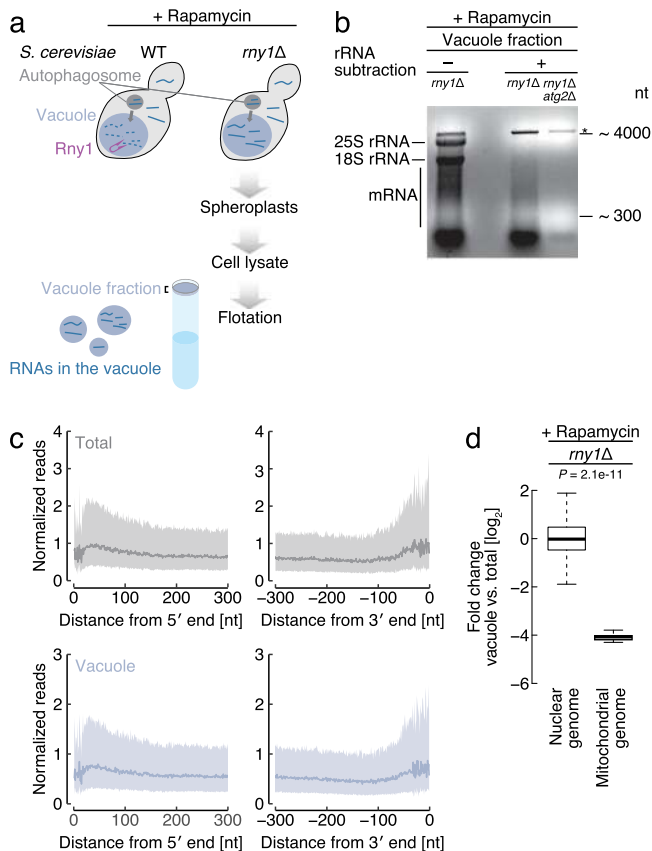 a
+ Rapamycin
S. cerevisiae WT rny1Δ
Autophagosome
Vacuole
Rny1
Spheroplasts
Cell lysate
Vacuole fraction
Flotation
RNAs in the vacuole
b
+ Rapamycin
Vacuole fraction
rRNA
subtraction
− +
rny1Δ rny1Δ rny1Δ
atg2Δ
nt
* ~ 4000
25S rRNA
18S rRNA
mRNA
~ 300
c
Total
Normalized reads
4
3
2
1
0
0 100 200 300
Distance from 5′ end [nt]
4
3
2
1
0
−300 −200 −100 0
Distance from 3′ end [nt]
Vacuole
Normalized reads
3
2
1
0
0 100 200 300
Distance from 5′ end [nt]
3
2
1
0
−300 −200 −100 0
Distance from 3′ end [nt]
d
+ Rapamycin
rny1Δ
P = 2.1e-11
Fold change
vacuole vs. total [log2]
2
0
−2
−4
−6
Nuclear
genome
Mitochondrial
genome